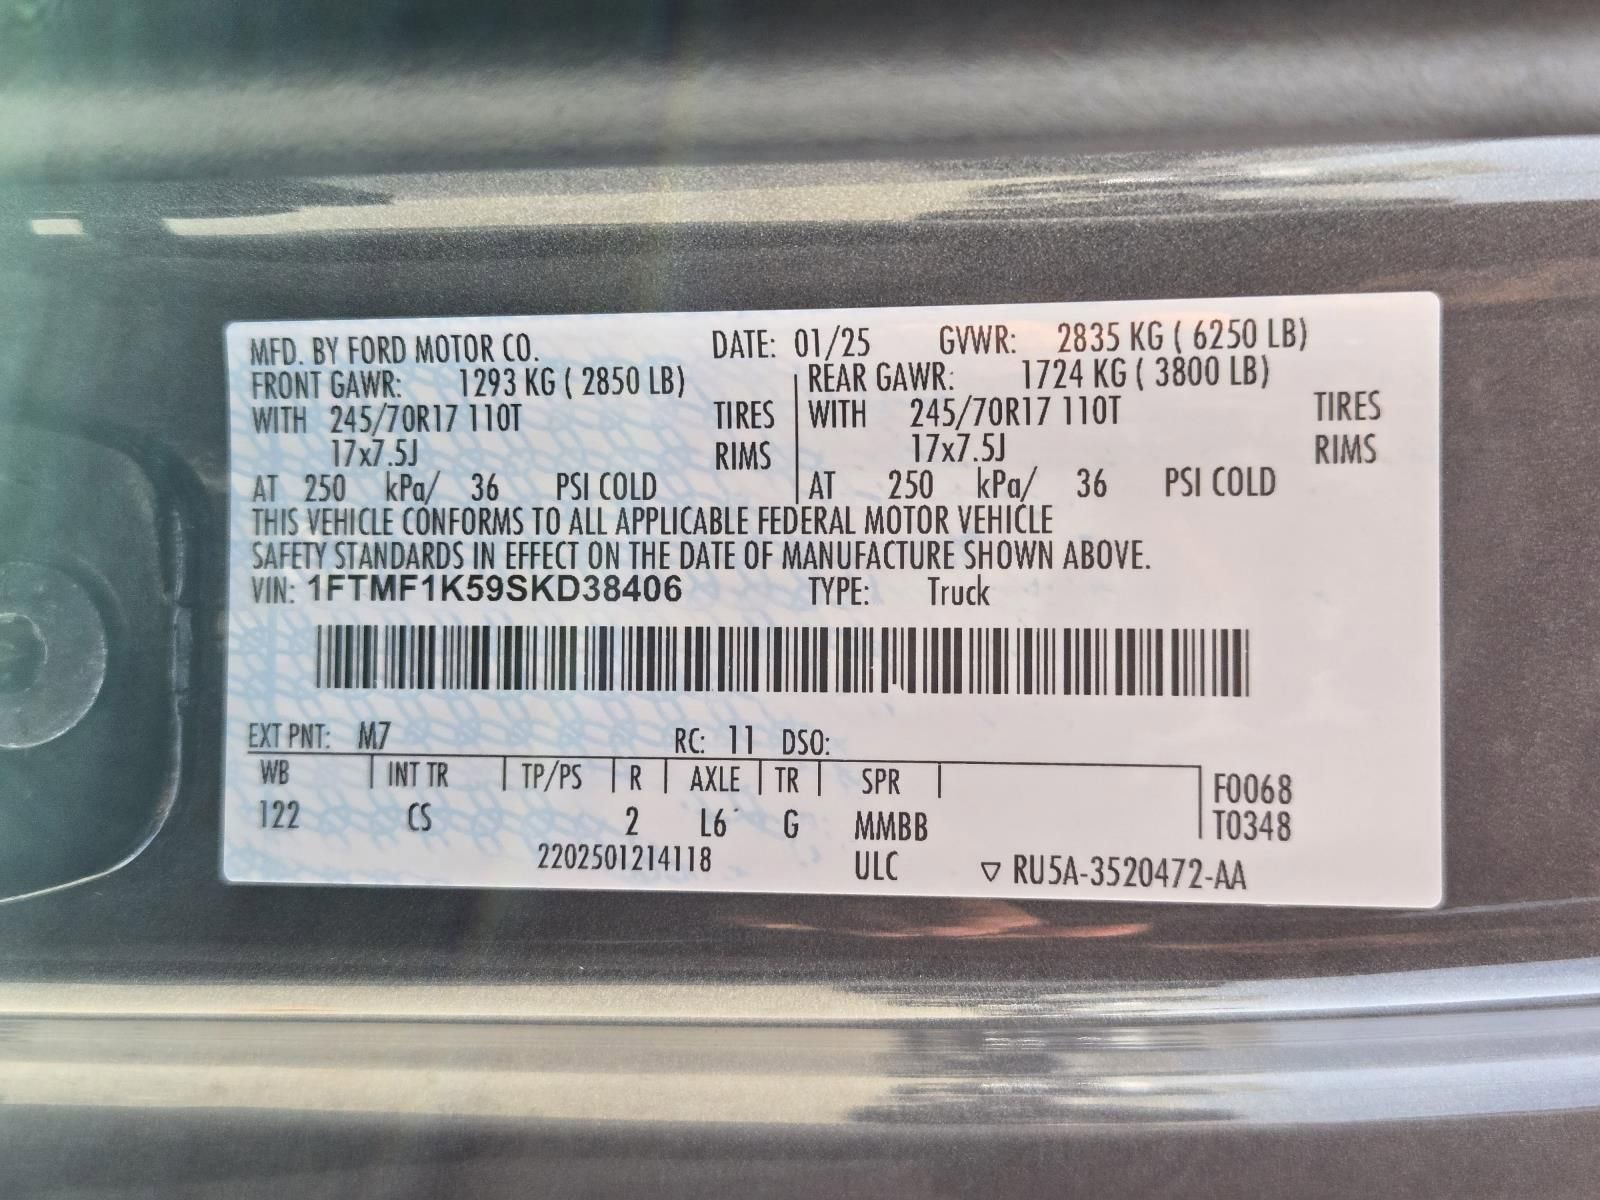 MFD. BY FORD MOTOR CO. DATE: 01/25 GVWR: 2835 KG ( 6250 LB)
FRONT GAWR: 1293 KG ( 2850 LB) REAR GAWR: 1724 KG ( 3800 LB)
WITH 245/70R17 110T TIRES WITH 245/70R17 110T TIRES
17x7.5J RIMS 17x7.5J RIMS
AT 250 kPa/ 36 PSI COLD AT 250 kPa/ 36 PSI COLD
THIS VEHICLE CONFORMS TO ALL APPLICABLE FEDERAL MOTOR VEHICLE
SAFETY STANDARDS IN EFFECT ON THE DATE OF MANUFACTURE SHOWN ABOVE.
VIN: 1FTMF1K59SKD38406 TYPE: Truck
EXT PNT: M7 RC: 11 DSO:
WB INT TR TP/PS R AXLE TR SPR F0068
122 CS 2 L6 G MMBB T0348
2202501214118 ULC ▽ RU5A-3520472-AA